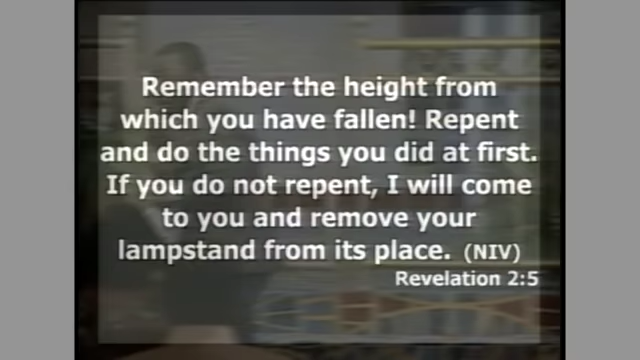 Remember the height from
which you have fallen! Repent
and do the things you did at first.
If you do not repent, I will come
to you and remove your
lampstand from its place. (NIV)
Revelation 2:5